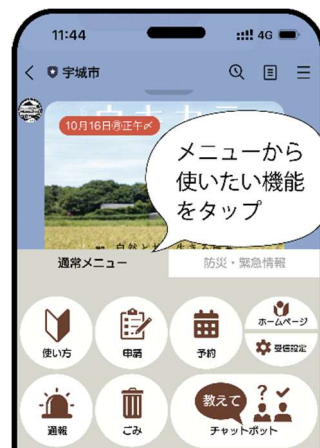 11:44
4G
宇城市
10月16日㊊正午〆
メニューから
使いたい機能
をタップ
通常メニュー
防災・緊急情報
使い方
申請
予約
ホームページ
受信設定
通報
ごみ
教えて
チャットボット